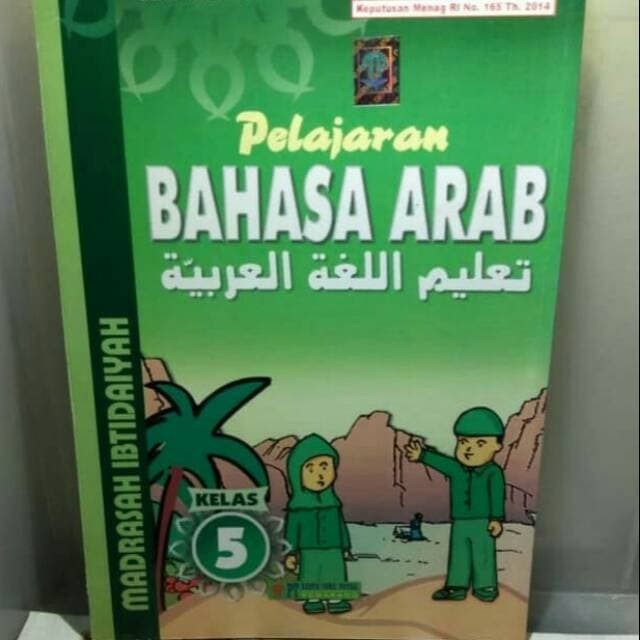 Keputusan Menag RI No. 165 Th. 2014
Pelajaran
BAHASA ARAB
تعليم اللغة العربيّة
MADRASAH IBTIDAIYAH
KELAS
5